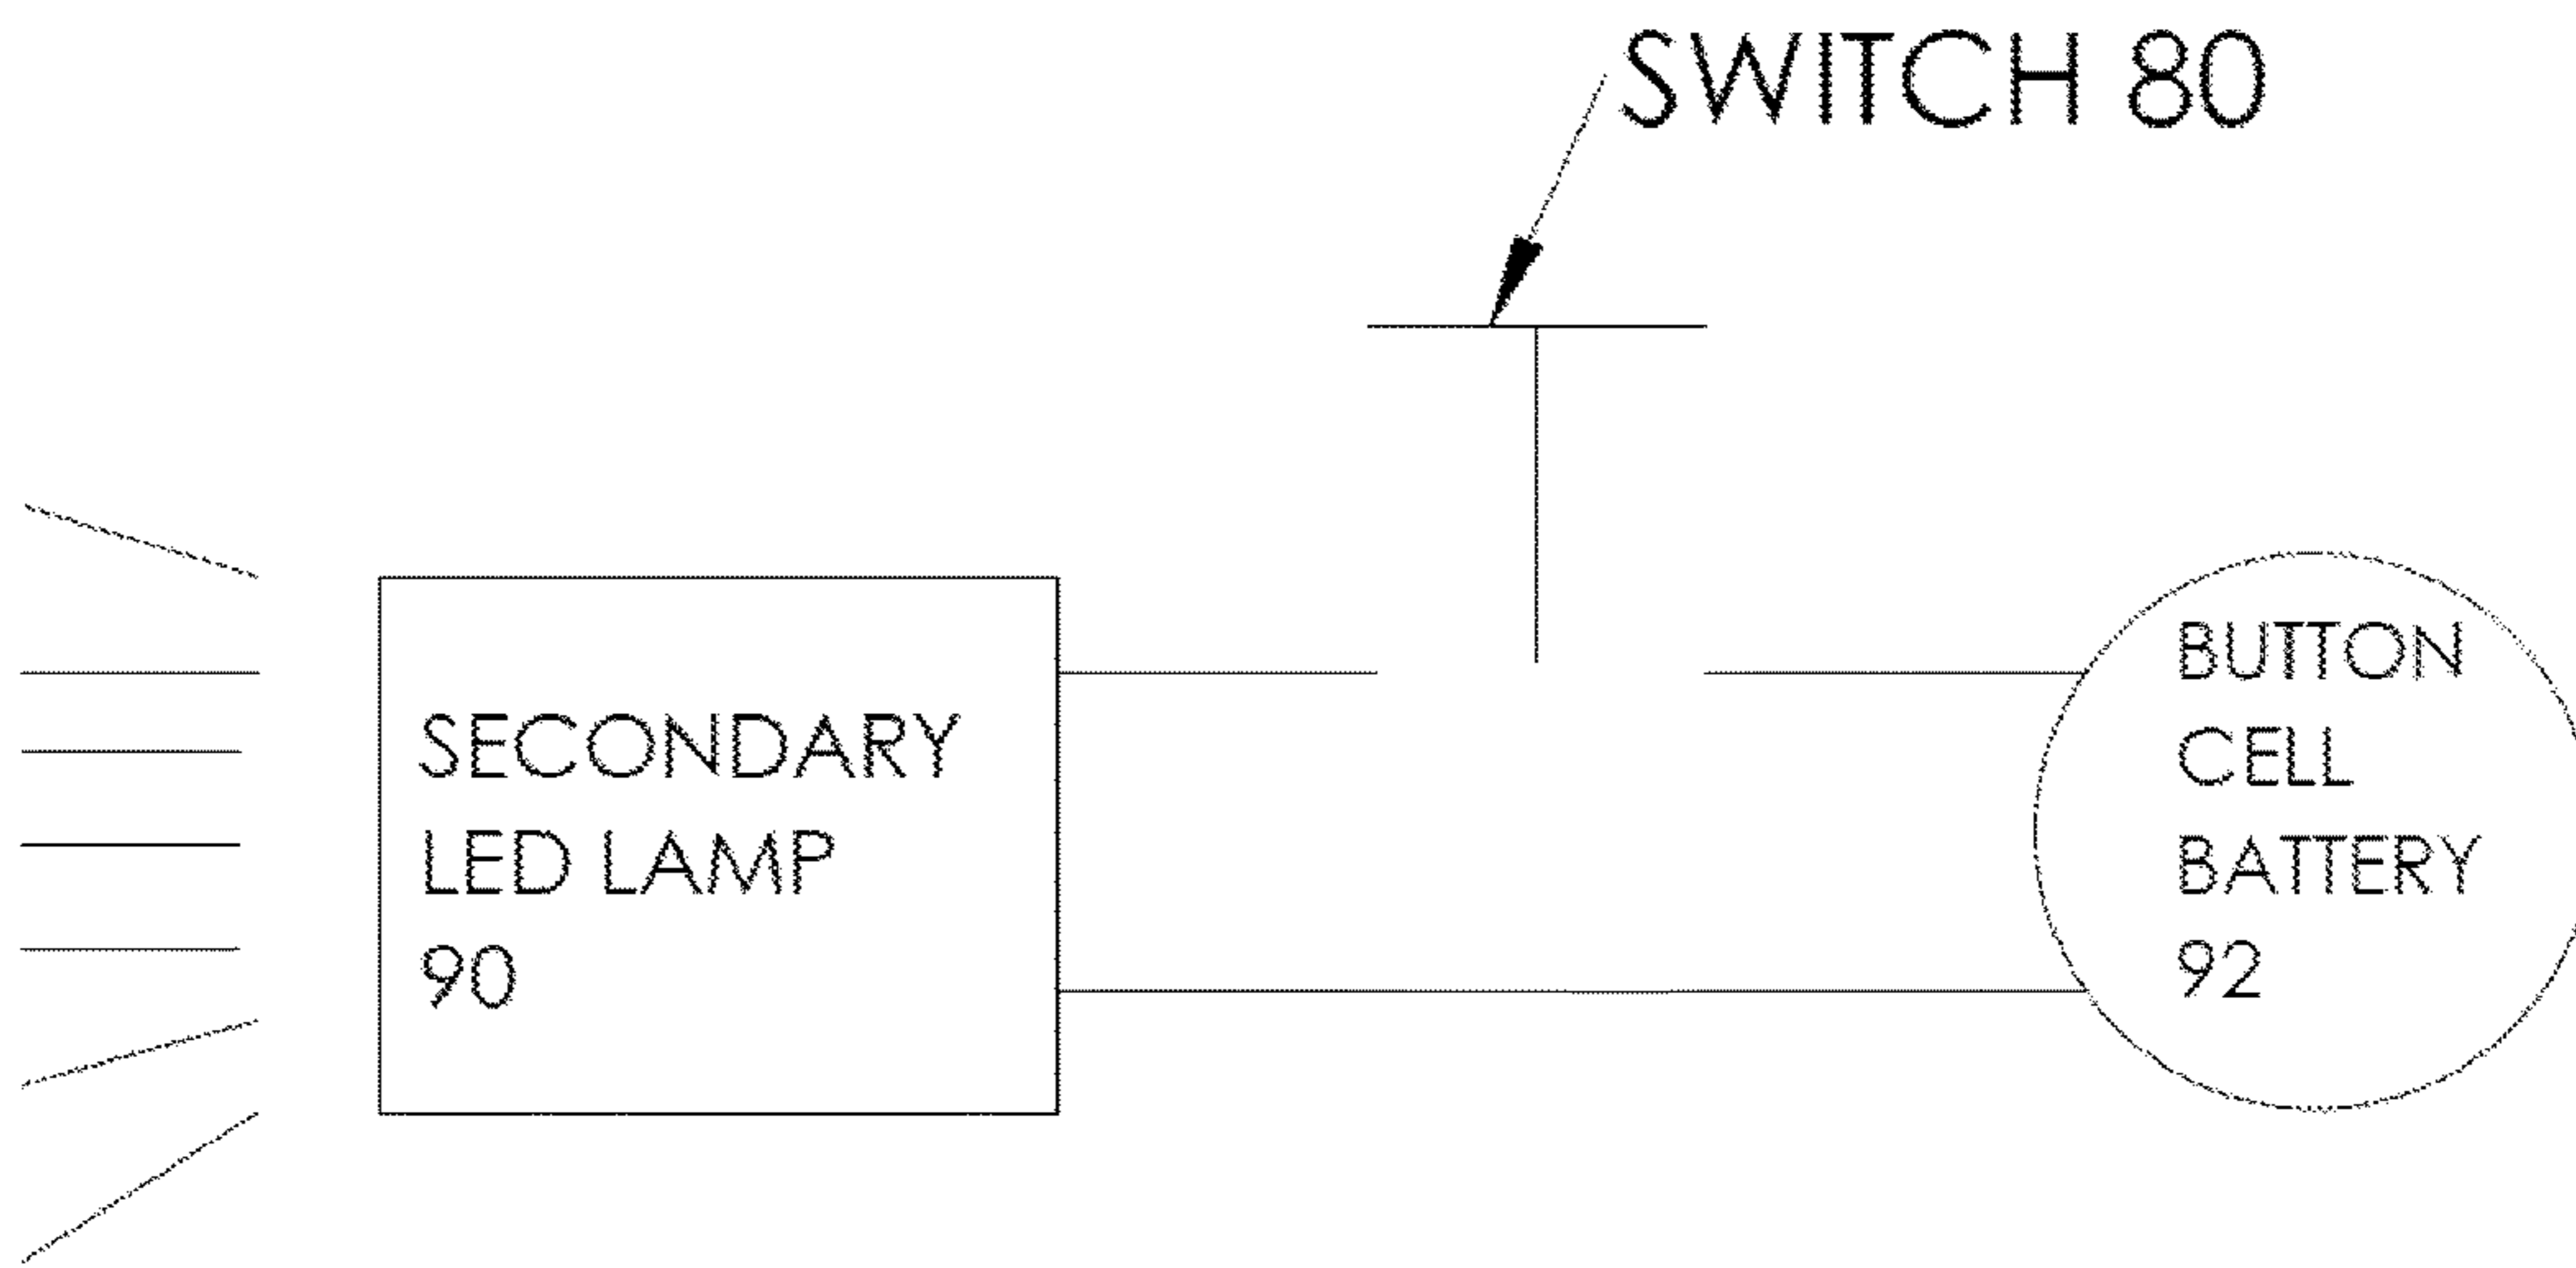 SWITCH 80
SECONDARY
LED LAMP
90
BUTTON
CELL
BATTERY
92